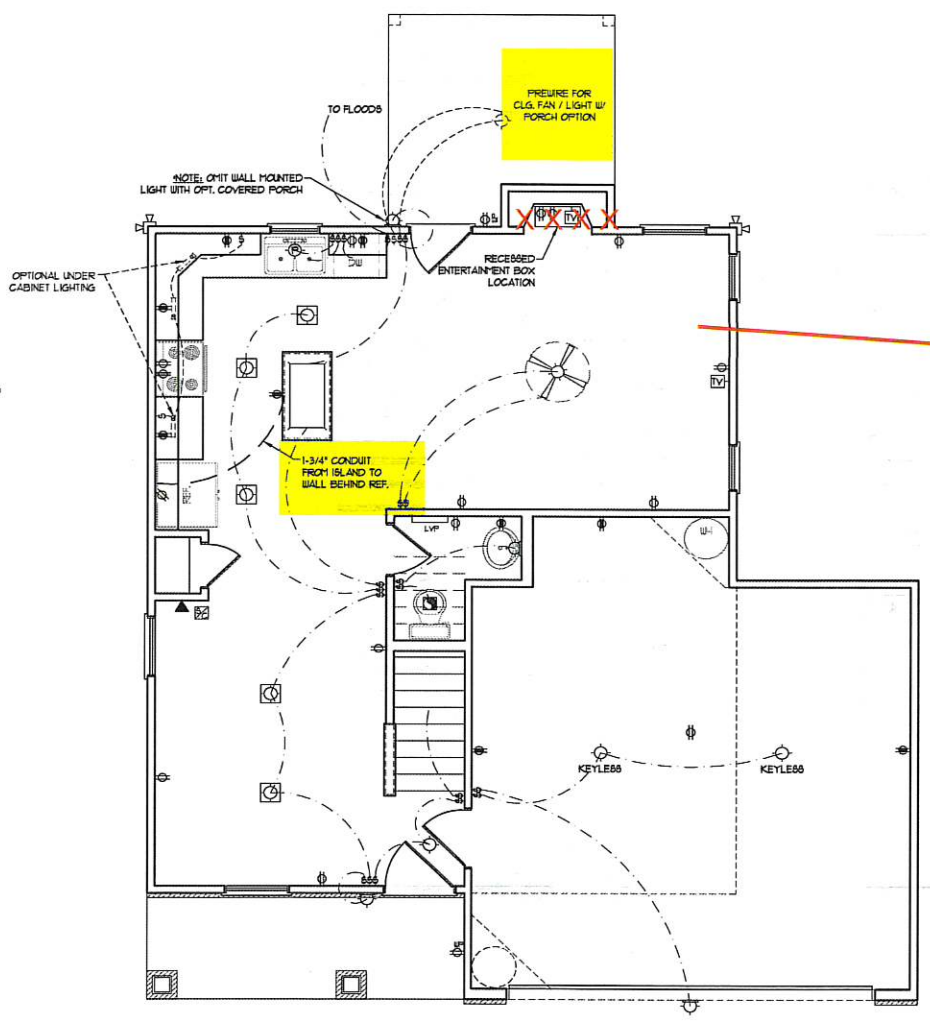 PREWIRE FOR
CLG. FAN / LIGHT W/
PORCH OPTION
TO FLOODS
NOTE: OMIT WALL MOUNTED
LIGHT WITH OPT. COVERED PORCH
TV
RECESSED
ENTERTAINMENT BOX
LOCATION
OPTIONAL UNDER
CABINET LIGHTING
DW
TV
1-3/4" CONDUIT
FROM ISLAND TO
WALL BEHIND REF.
REF.
LVP
KEYLESS
KEYLESS